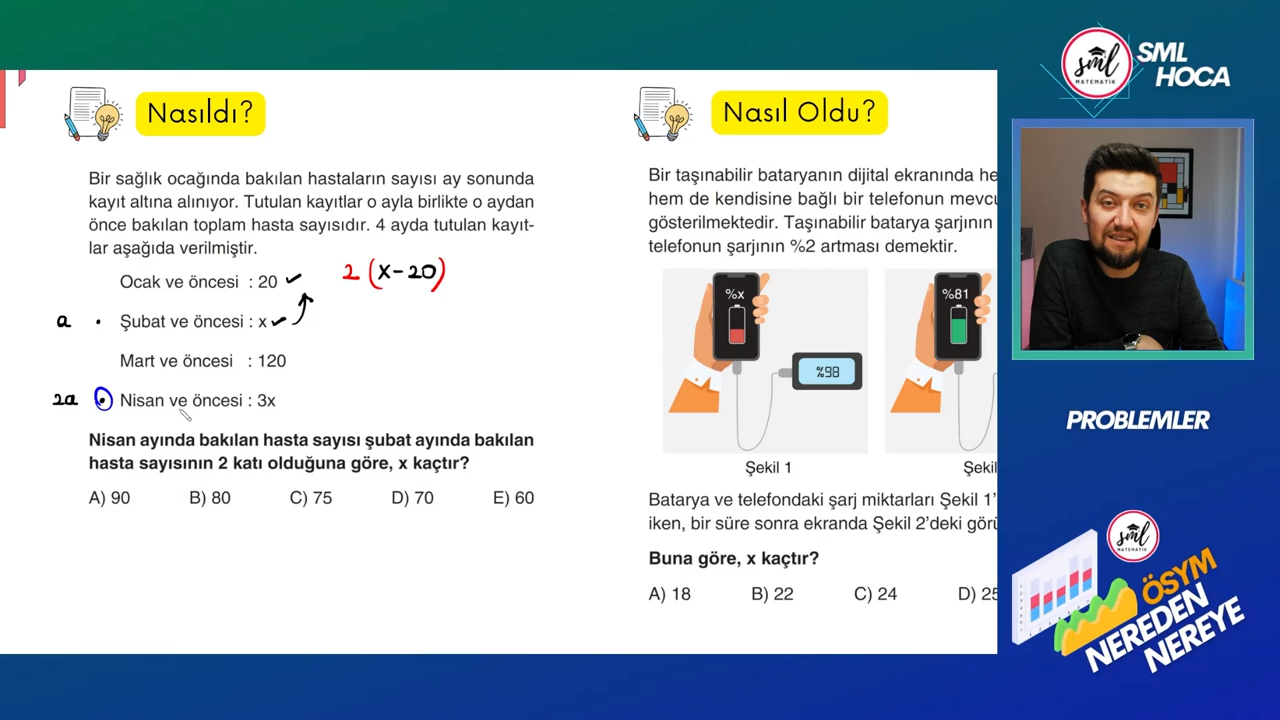 Nasıldı?
Bir sağlık ocağında bakılan hastaların sayısı ay sonunda
kayıt altına alınıyor. Tutulan kayıtlar o ayla birlikte o aydan
önce bakılan toplam hasta sayısıdır. 4 ayda tutulan kayıt-
lar aşağıda verilmiştir.
Ocak ve öncesi : 20
2 (x-20)
a
Şubat ve öncesi : x
Mart ve öncesi : 120
2a
Nisan ve öncesi : 3x
Nisan ayında bakılan hasta sayısı şubat ayında bakılan
hasta sayısının 2 katı olduğuna göre, x kaçtır?
A) 90 B) 80 C) 75 D) 70 E) 60
Nasıl Oldu?
Bir taşınabilir bataryanın dijital ekranında he
hem de kendisine bağlı bir telefonun mevcu
gösterilmektedir. Taşınabilir batarya şarjının
telefonun şarjının %2 artması demektir.
%x
%98
%81
Şekil 1
Şekil
Batarya ve telefondaki şarj miktarları Şekil 1'
iken, bir süre sonra ekranda Şekil 2'deki görü
Buna göre, x kaçtır?
A) 18 B) 22 C) 24 D) 25
sml
MATEMATİK
SML
HOCA
PROBLEMLER
sml
MATEMATİK
ÖSYM
NEREDEN
NEREYE